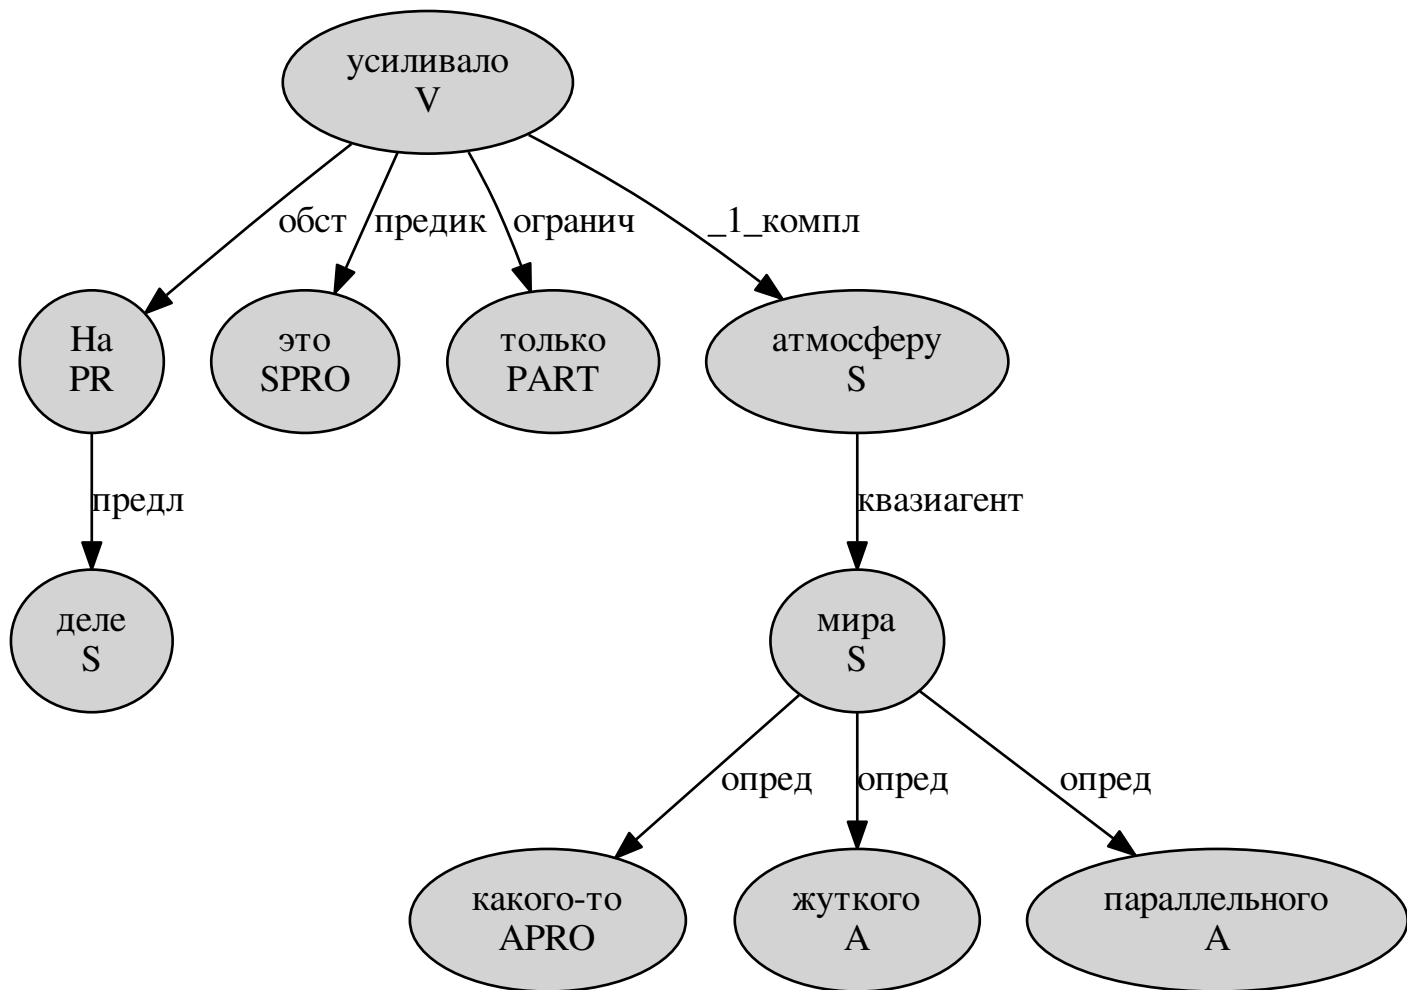 усиливало
V
обст
предик
огранич
_1_компл
На
PR
это
SPRO
только
PART
атмосферу
S
предл
квазиагент
деле
S
мира
S
опред
опред
опред
какого-то
APRO
жуткого
A
параллельного
A